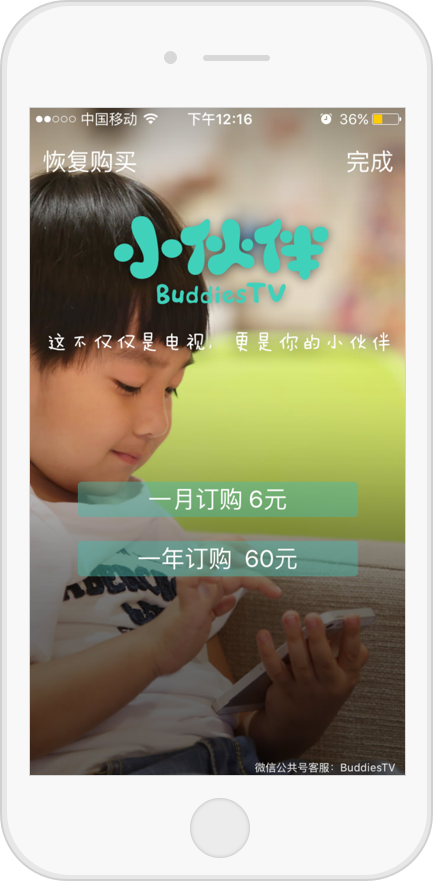 中国移动 下午12:16 36%
恢复购买 完成
小伙伴
BuddiesTV
这不仅仅是电视，更是你的小伙伴
一月订购 6元
一年订购 60元
微信公共号客服：BuddiesTV